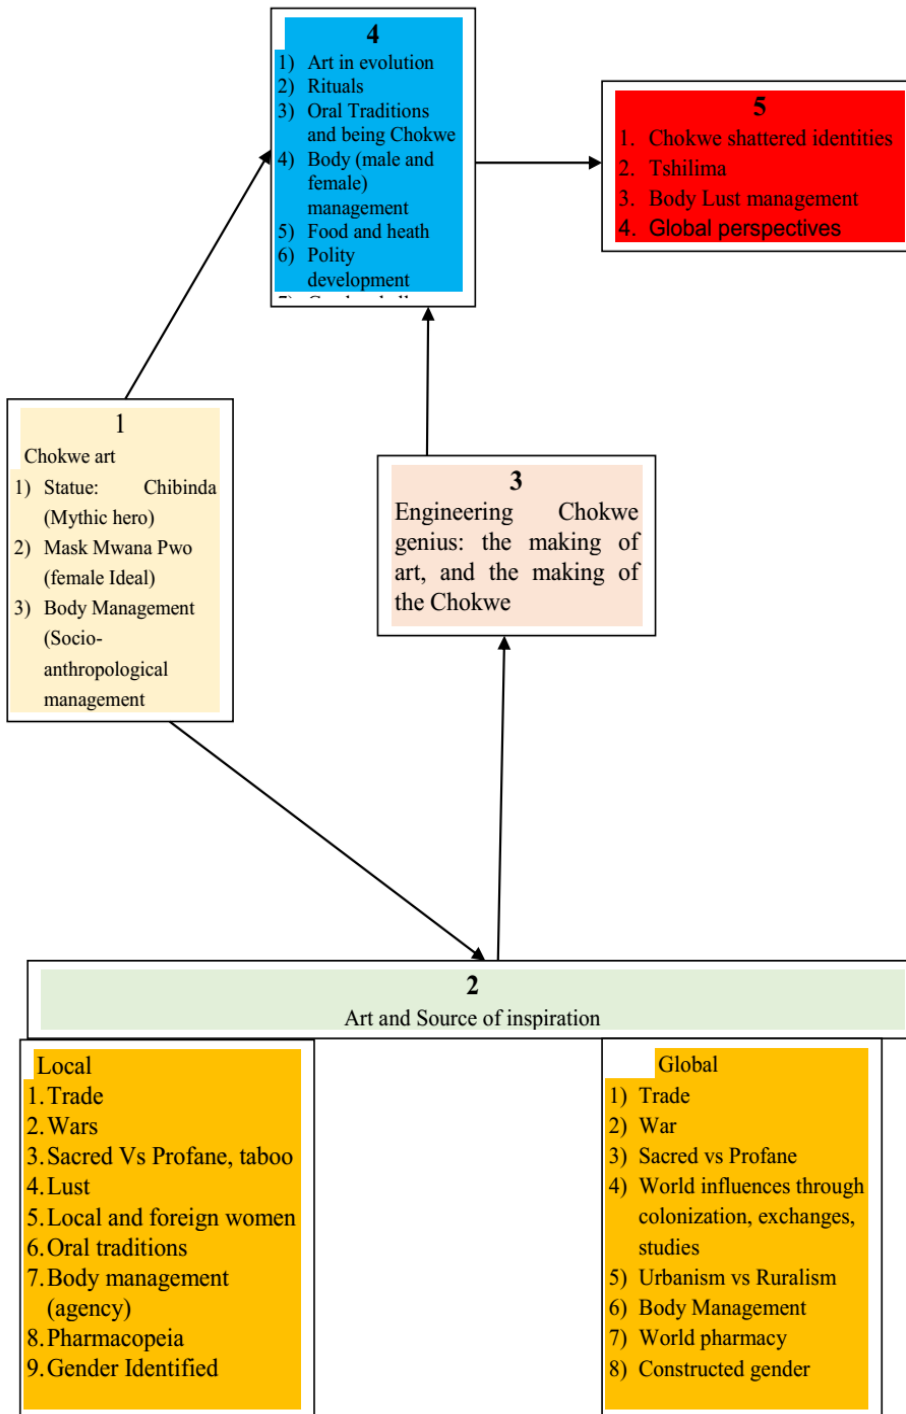 4
1) Art in evolution
2) Rituals
3) Oral Traditions
and being Chokwe
4) Body (male and
female)
management
5) Food and heath
6) Polity
development
5
1. Chokwe shattered identities
2. Tshilima
3. Body Lust management
4. Global perspectives
1
Chokwe art
1) Statue: Chibinda
(Mythic hero)
2) Mask Mwana Pwo
(female Ideal)
3) Body Management
(Socio-
anthropological
management
3
Engineering Chokwe
genius: the making of
art, and the making of
the Chokwe
2
Art and Source of inspiration
Local
1. Trade
2. Wars
3. Sacred Vs Profane, taboo
4. Lust
5. Local and foreign women
6. Oral traditions
7. Body management
(agency)
8. Pharmacopeia
9. Gender Identified
Global
1) Trade
2) War
3) Sacred vs Profane
4) World influences through
colonization, exchanges,
studies
5) Urbanism vs Ruralism
6) Body Management
7) World pharmacy
8) Constructed gender